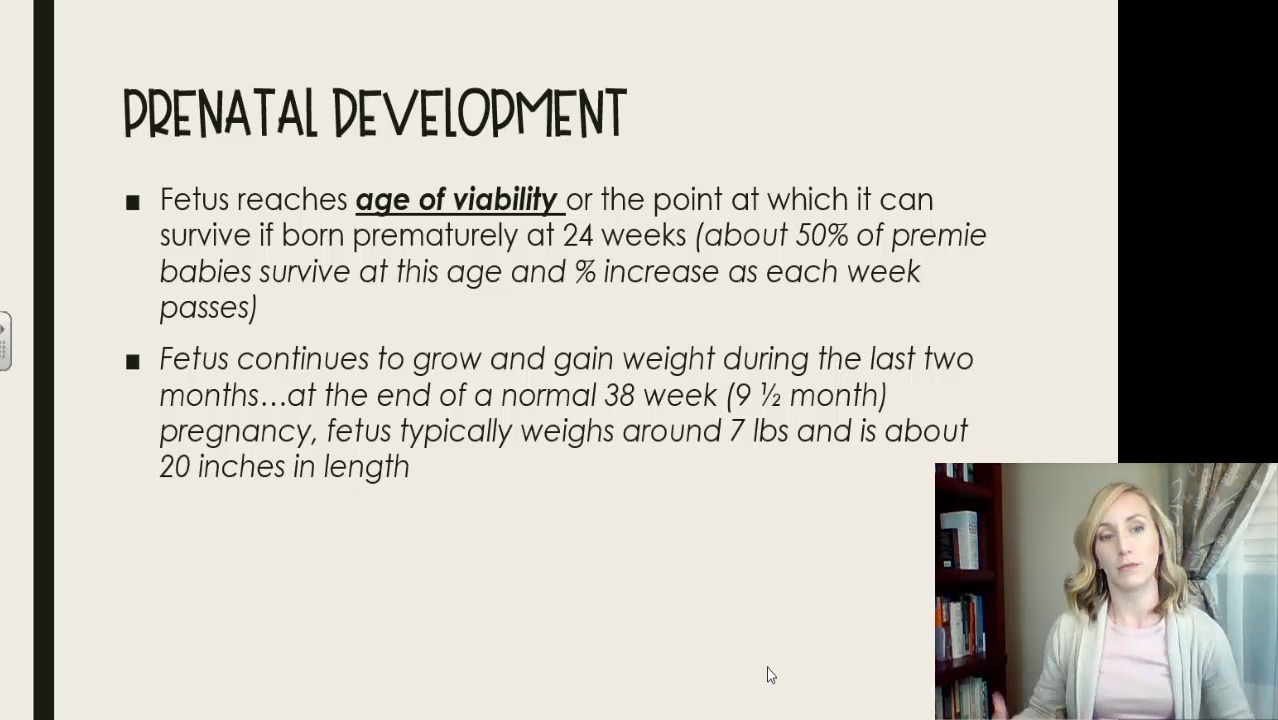 PRENATAL DEVELOPMENT
■ Fetus reaches age of viability or the point at which it can
survive if born prematurely at 24 weeks (about 50% of premie
babies survive at this age and % increase as each week
passes)
■ Fetus continues to grow and gain weight during the last two
months…at the end of a normal 38 week (9 ½ month)
pregnancy, fetus typically weighs around 7 lbs and is about
20 inches in length